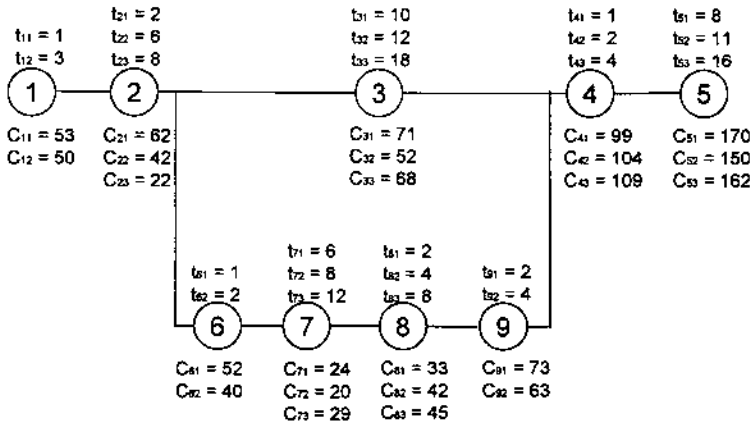 t₁₁ = 1
t₁₂ = 3
1
C₁₁ = 53
C₁₂ = 50
t₂₁ = 2
t₂₂ = 6
t₂₃ = 8
2
C₂₁ = 62
C₂₂ = 42
C₂₃ = 22
t₃₁ = 10
t₃₂ = 12
t₃₃ = 18
3
C₃₁ = 71
C₃₂ = 52
C₃₃ = 68
t₄₁ = 1
t₄₂ = 2
t₄₃ = 4
4
C₄₁ = 99
C₄₂ = 104
C₄₃ = 109
t₅₁ = 8
t₅₂ = 11
t₅₃ = 16
5
C₅₁ = 170
C₅₂ = 150
C₅₃ = 162
t₆₁ = 1
t₆₂ = 2
6
C₆₁ = 52
C₆₂ = 40
t₇₁ = 6
t₇₂ = 8
t₇₃ = 12
7
C₇₁ = 24
C₇₂ = 20
C₇₃ = 29
t₈₁ = 2
t₈₂ = 4
t₈₃ = 8
8
C₈₁ = 33
C₈₂ = 42
C₈₃ = 45
t₉₁ = 2
t₉₂ = 4
9
C₉₁ = 73
C₉₂ = 63